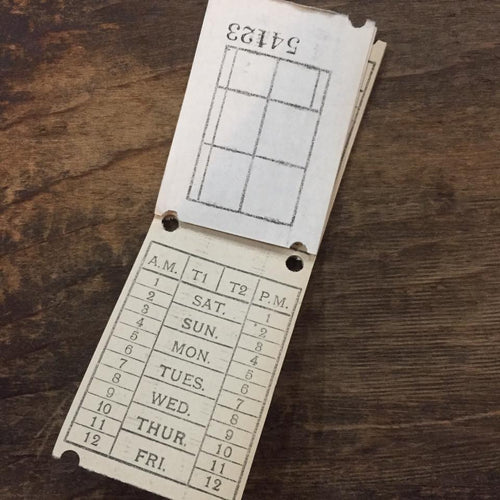 54123
A.M. T1 T2 P.M.
1 SAT. 1
2 2
3 SUN. 3
4 MON. 4
5 5
6 TUES. 6
7 7
8 WED. 8
9 9
10 THUR. 10
11 11
12 FRI. 12